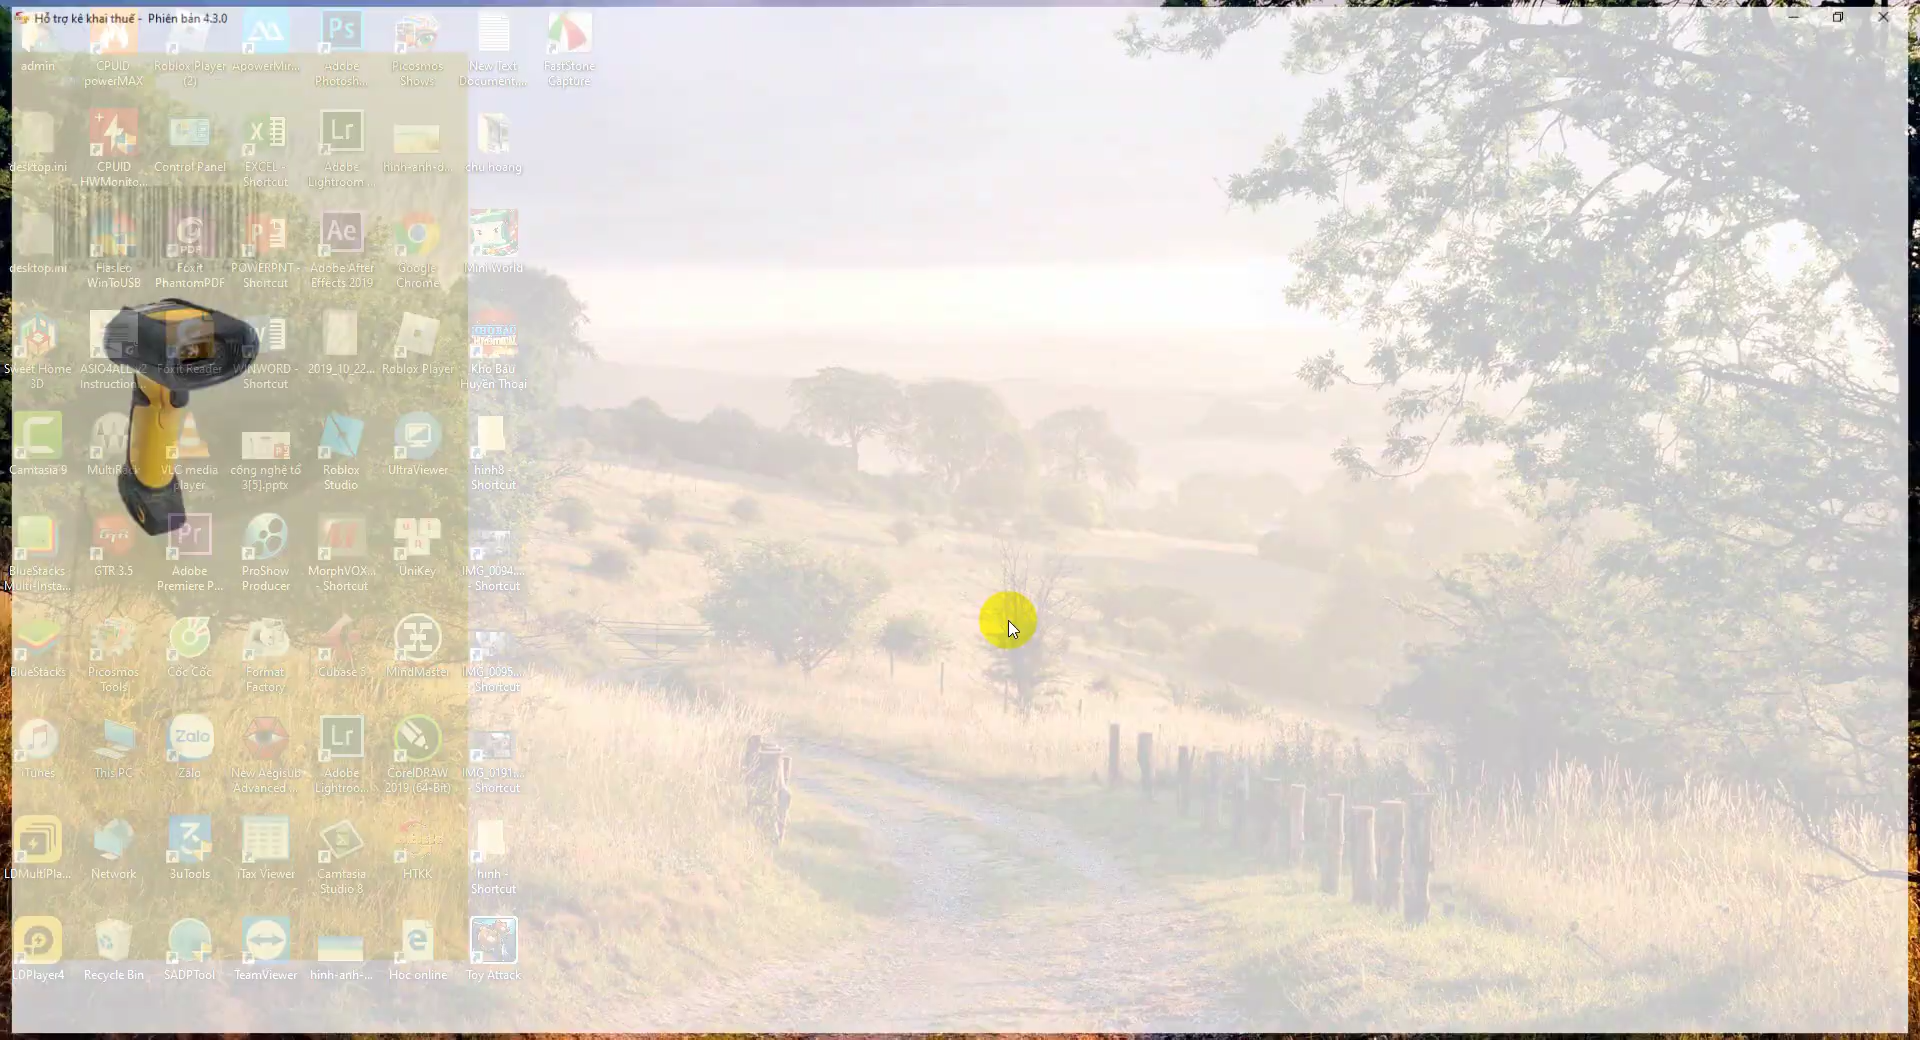 Hỗ trợ kê khai thuế - Phiên bản 4.3.0
admin
CPUID
powerMAX
Roblox Player
(2)
ApowerMir...
Adobe
Photosh...
Picosmos
Shows
New Text
Document,...
FastStone
Capture
desktop.ini
CPUID
HWMonito...
Control Panel
EXCEL -
Shortcut
Adobe
Lightroom ...
hinh-anh-d...
chu hoang
desktop.ini
Hasleo
WinToUSB
Foxit
PhantomPDF
POWERPNT -
Shortcut
Adobe After
Effects 2019
Google
Chrome
MiniWorld
Sweet Home
3D
ASIO4ALL v2
Instruction...
Foxit Reader
WINWORD -
Shortcut
2019_10_22...
Roblox Player
Kho Báu
Huyền Thoại
Camtasia 9
MultiRack
VLC media
player
công nghệ tổ
3[5].pptx
Roblox
Studio
UltraViewer
hinh8 -
Shortcut
BlueStacks
Multi-Insta...
GTR 3.5
Adobe
Premiere P...
ProShow
Producer
MorphVOX...
- Shortcut
UniKey
IMG_0094....
- Shortcut
BlueStacks
Picosmos
Tools
Cốc Cốc
Format
Factory
Cubase 5
MindMaster
IMG_0095....
- Shortcut
iTunes
This PC
Zalo
New Aegisub
Advanced ...
Adobe
Lightroo...
CorelDRAW
2019 (64-Bit)
IMG_0191....
- Shortcut
LDMultiPla...
Network
3uTools
iTax Viewer
Camtasia
Studio 8
HTKK
hinh -
Shortcut
LDPlayer4
Recycle Bin
SADPTool
TeamViewer
hinh-anh-...
Hoc online
Toy Attack